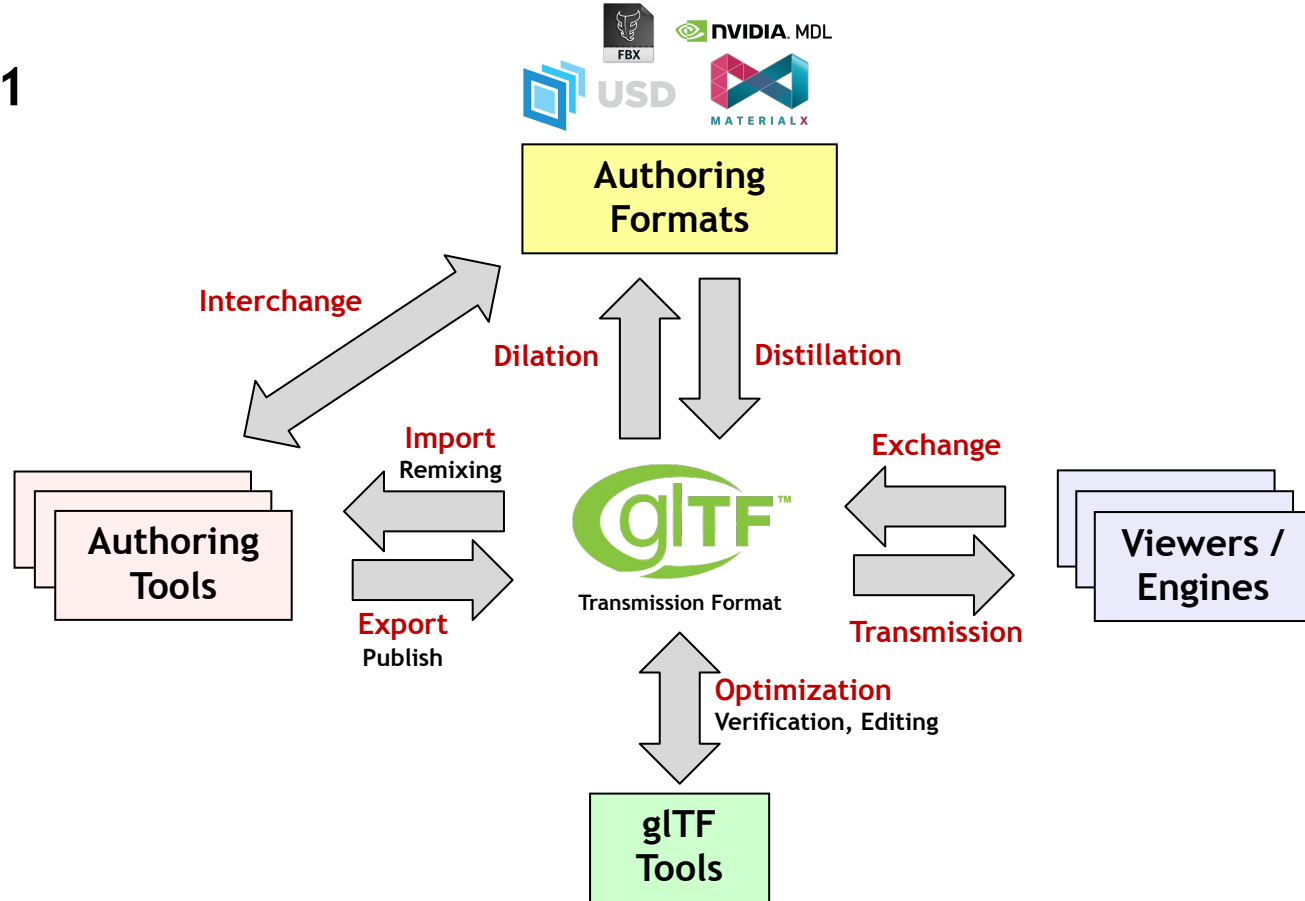 1
FBX
NVIDIA. MDL
USD
MATERIALX
Authoring
Formats
Interchange
Dilation
Distillation
Import
Remixing
Exchange
glTF™
Authoring
Tools
Viewers /
Engines
Transmission Format
Export
Publish
Transmission
Optimization
Verification, Editing
glTF
Tools